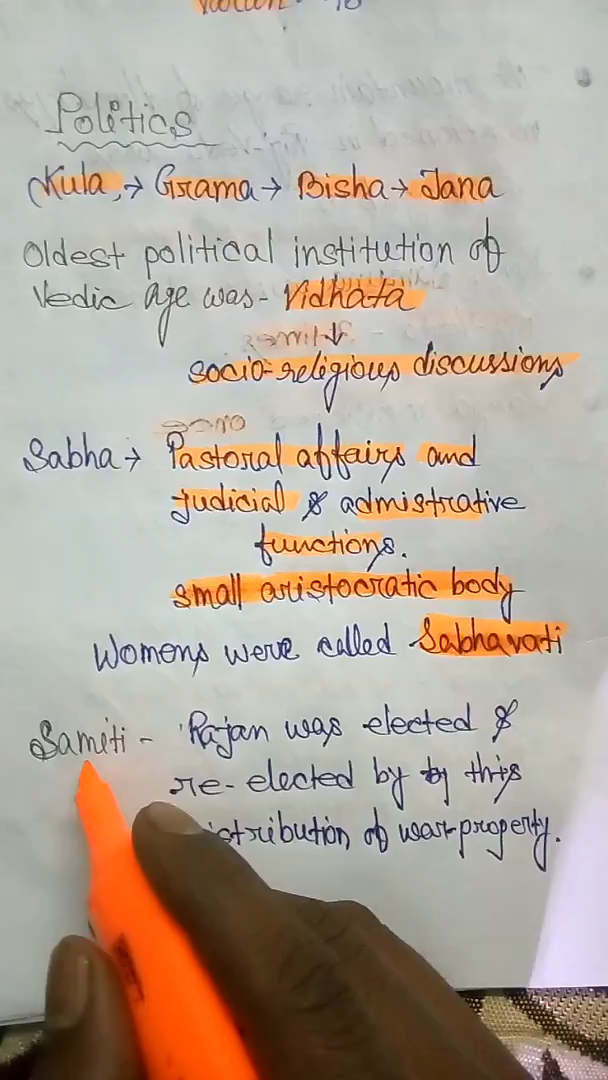 Politics
Kula, → Grama → Bisha → Jana
Oldest political institution of
Vedic Age was - Vidhata
↓
socio-religious discussions
Sabha → Pastoral affairs and
judicial & admistrative
functions.
small aristocratic body
Womens were called Sabhavati
Samiti - Rajan was elected &
re-elected by by this
istribution of war property.